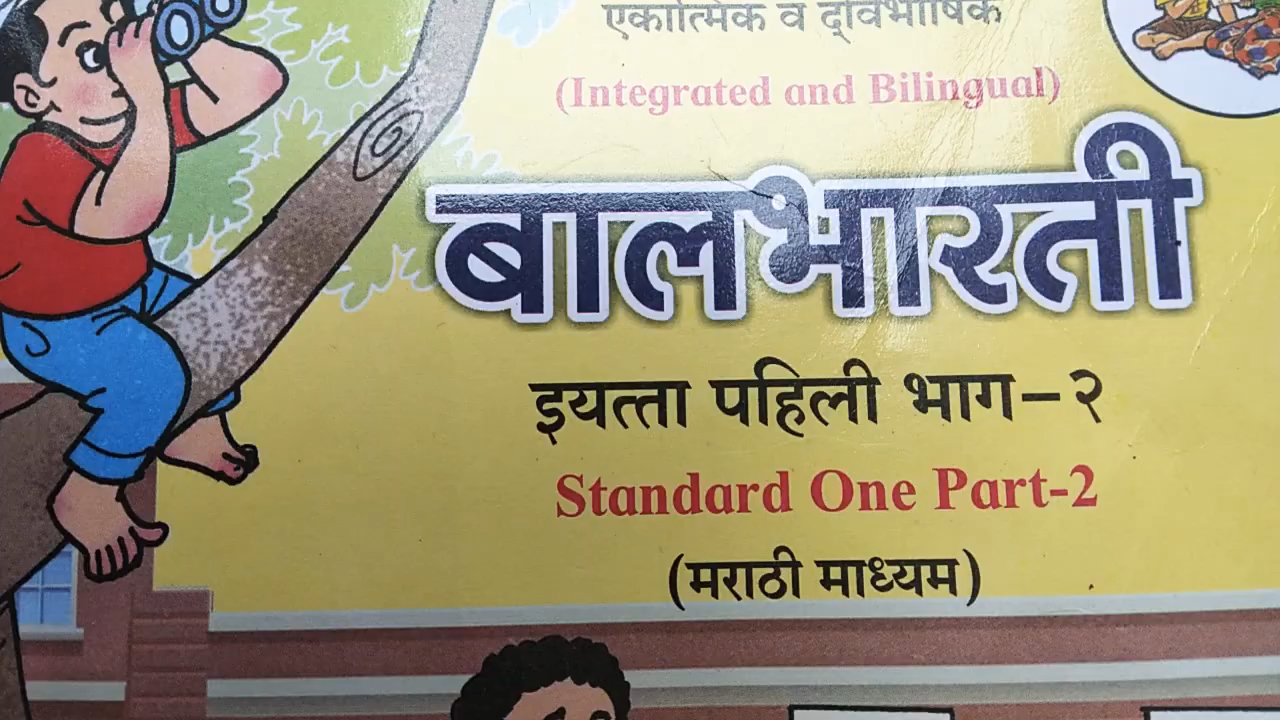 एकात्मिक व द्विभाषिक
(Integrated and Bilingual)
बालभारती
इयत्ता पहिली भाग-२
Standard One Part-2
(मराठी माध्यम)